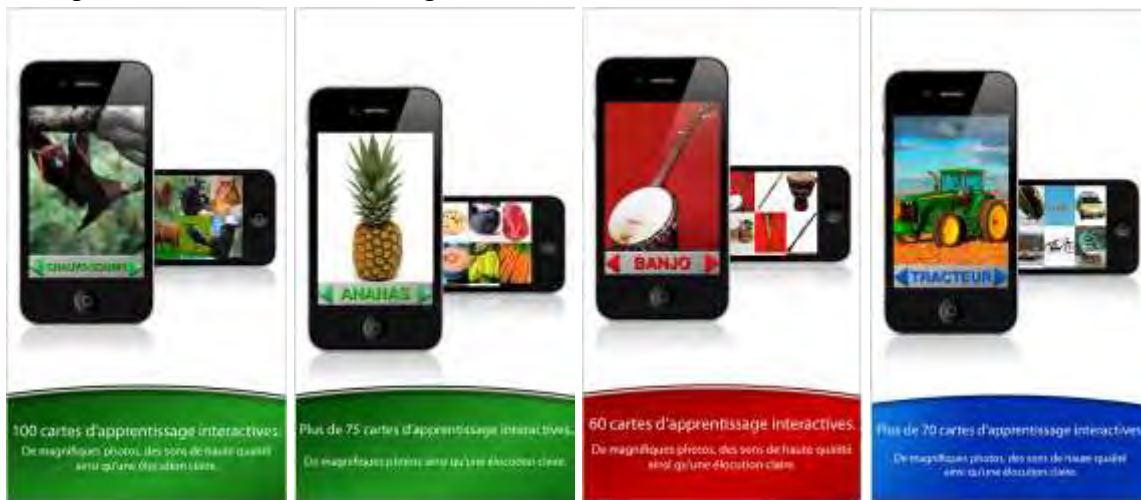 CHAUVE-SOURIS
100 cartes d'apprentissage interactives.
De magnifiques photos, des sons de haute qualité
ainsi qu'une élocution claire.
ANANAS
Plus de 75 cartes d'apprentissage interactives.
De magnifiques photos ainsi qu'une élocution claire.
BANJO
60 cartes d'apprentissage interactives.
De magnifiques photos, des sons de haute qualité
ainsi qu'une élocution claire.
TRACTEUR
Plus de 70 cartes d'apprentissage interactives
De magnifiques photos, des sons de haute qualité
ainsi qu'une élocution claire.